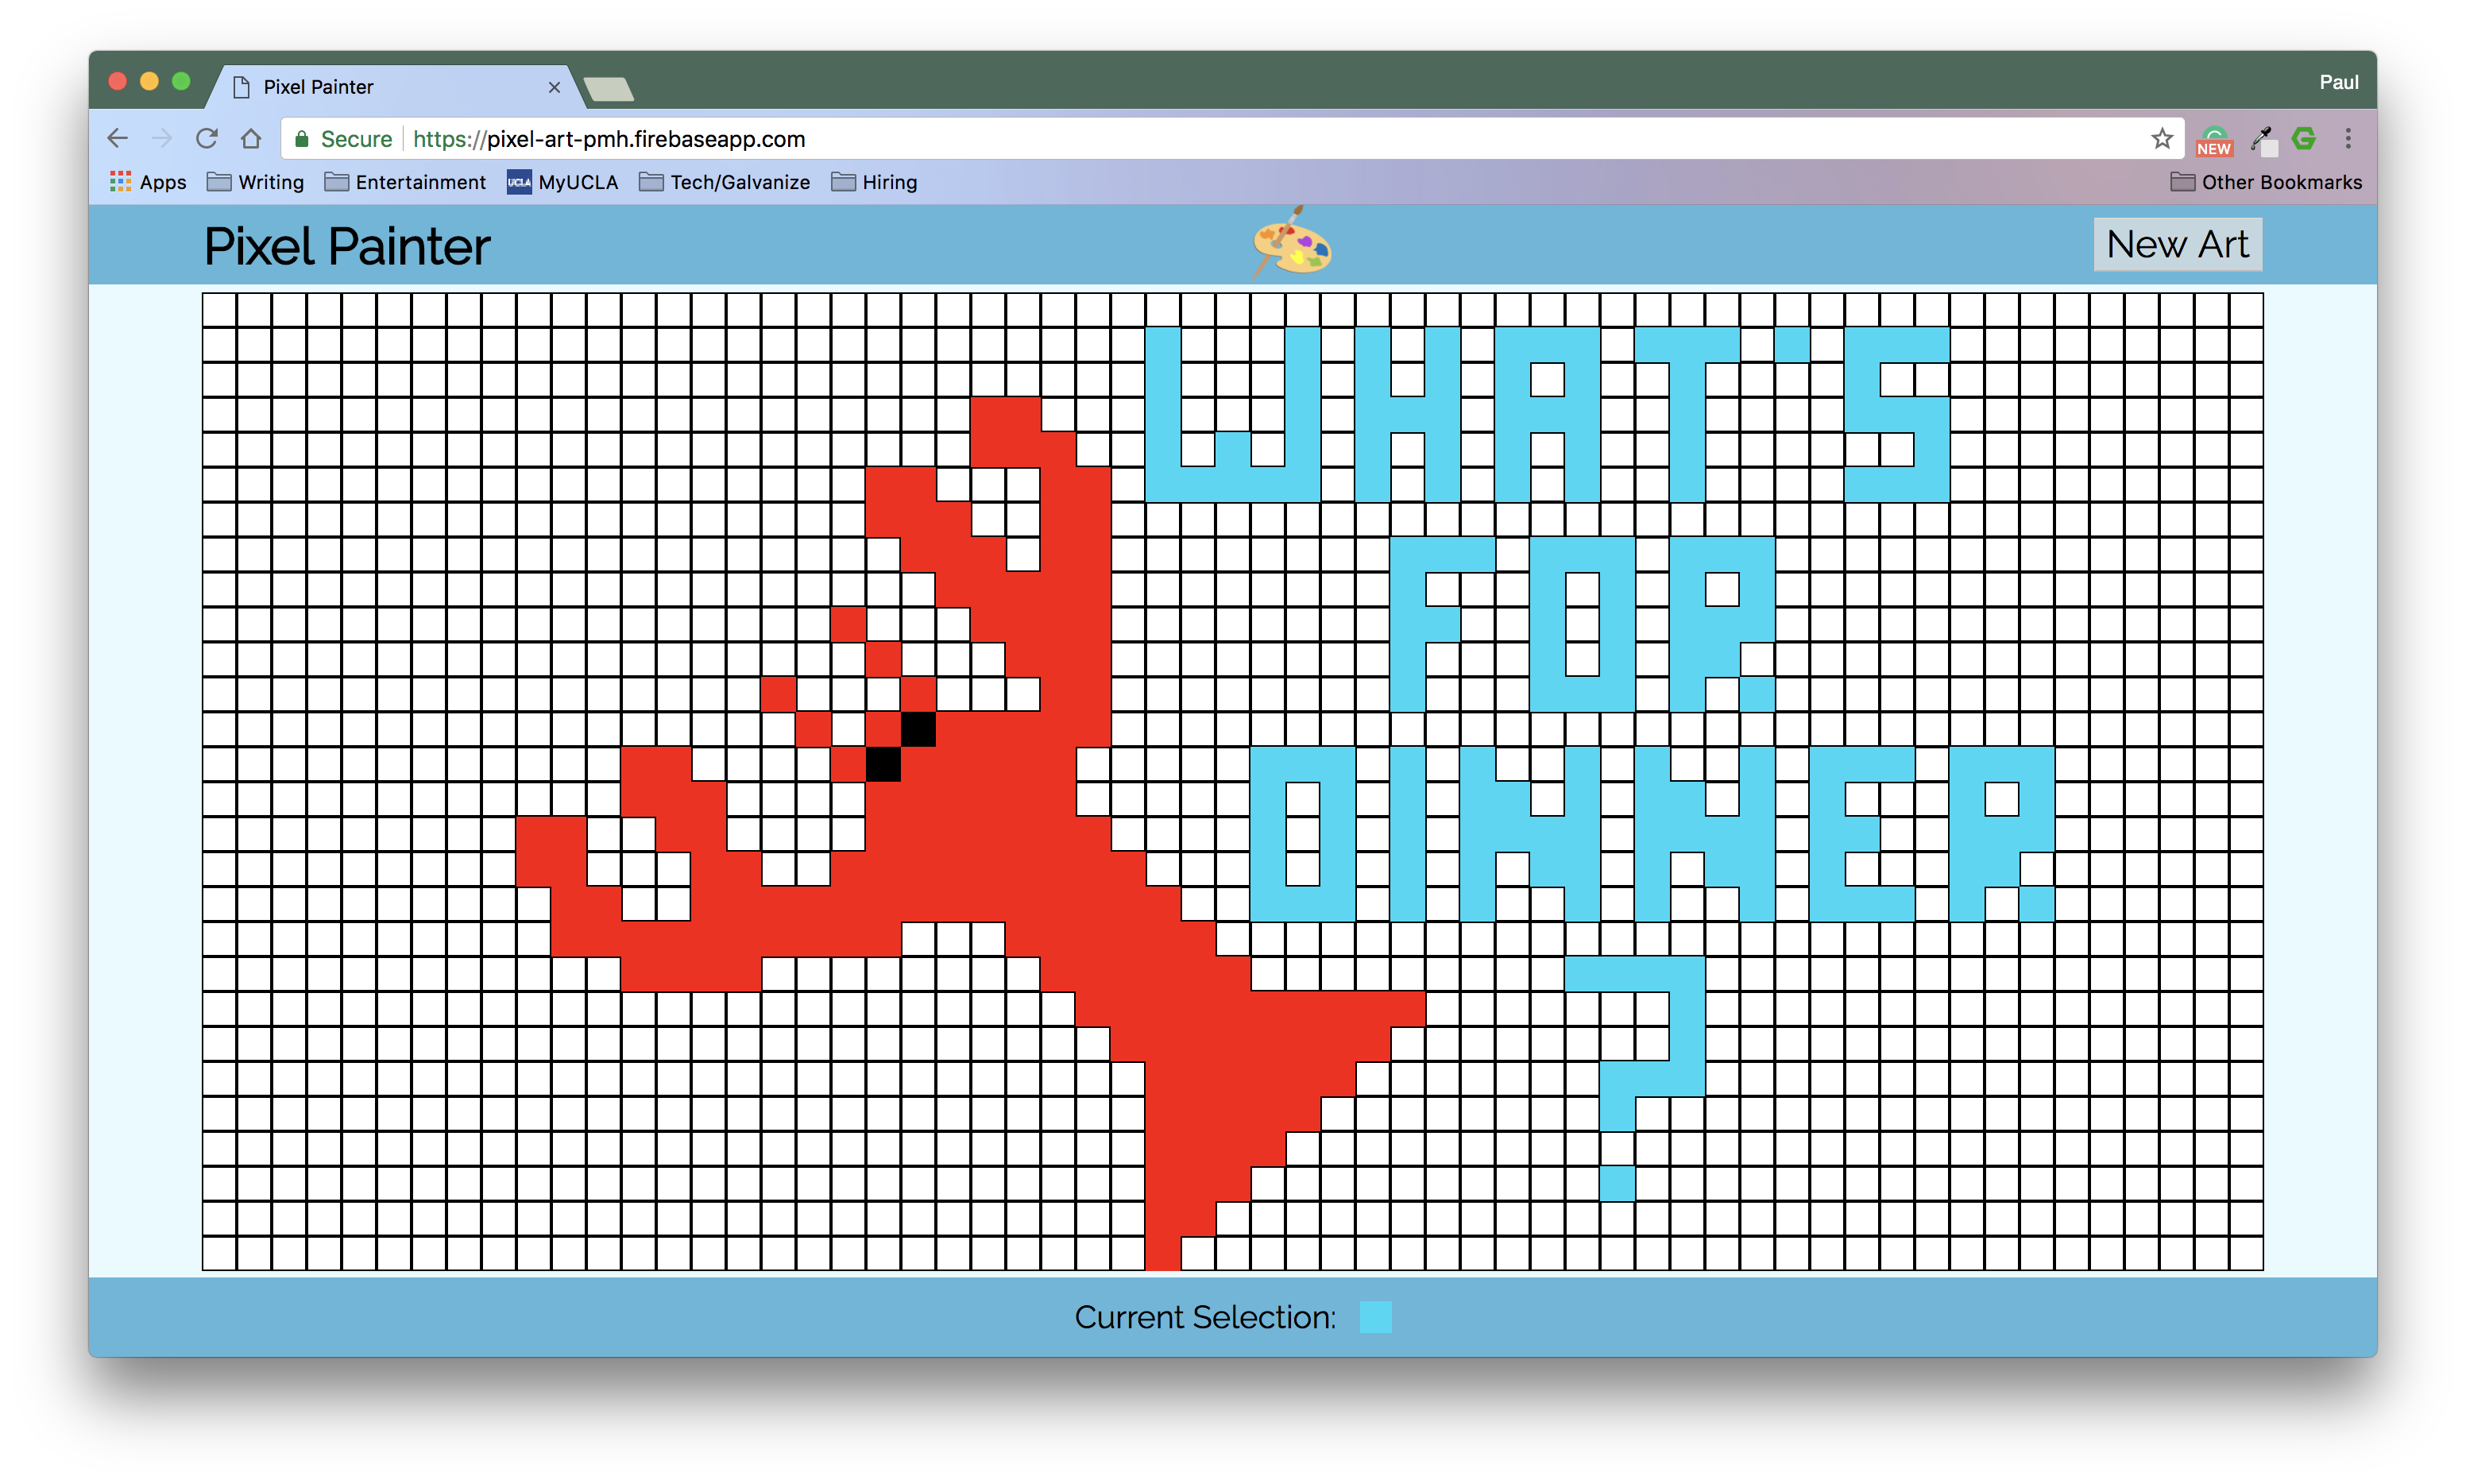 Pixel Painter
Paul
Secure https://pixel-art-pmh.firebaseapp.com
NEW
Apps Writing Entertainment UCLA MyUCLA Tech/Galvanize Hiring Other Bookmarks
Pixel Painter New Art
WHAT'S
FOR
DINNER
?
Current Selection: